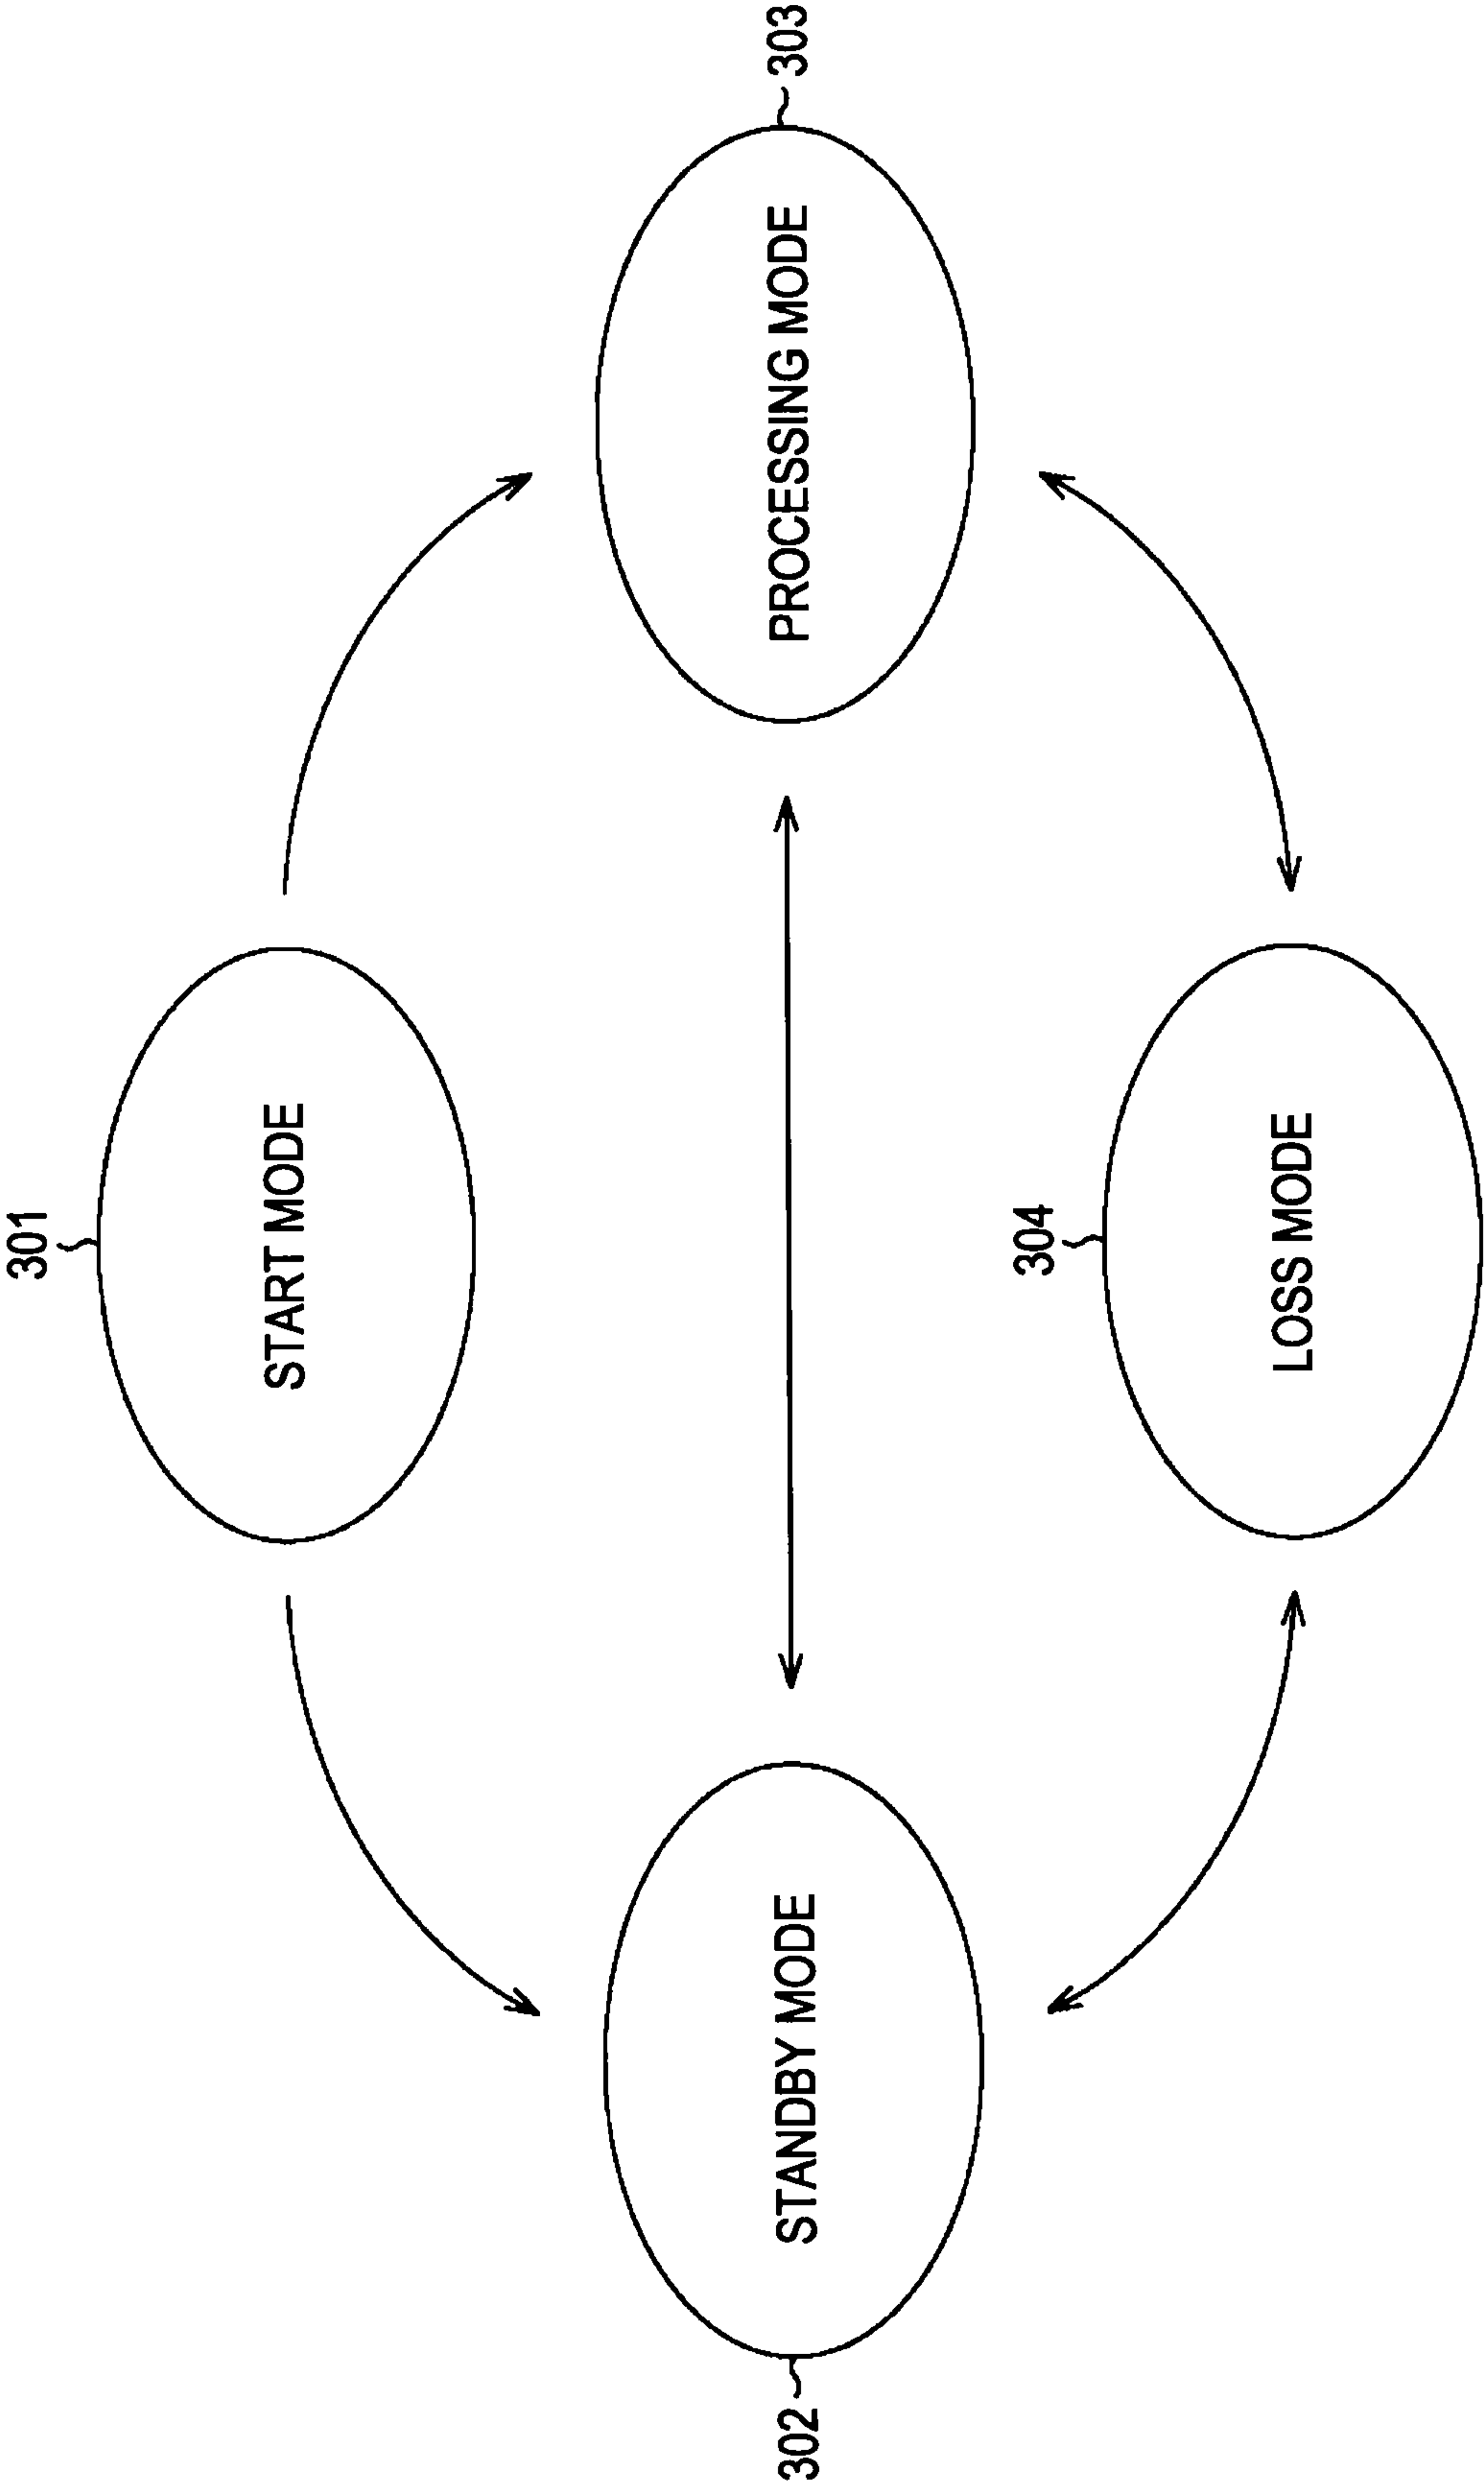 301
START MODE
302
STANDBY MODE
PROCESSING MODE
303
304
LOSS MODE